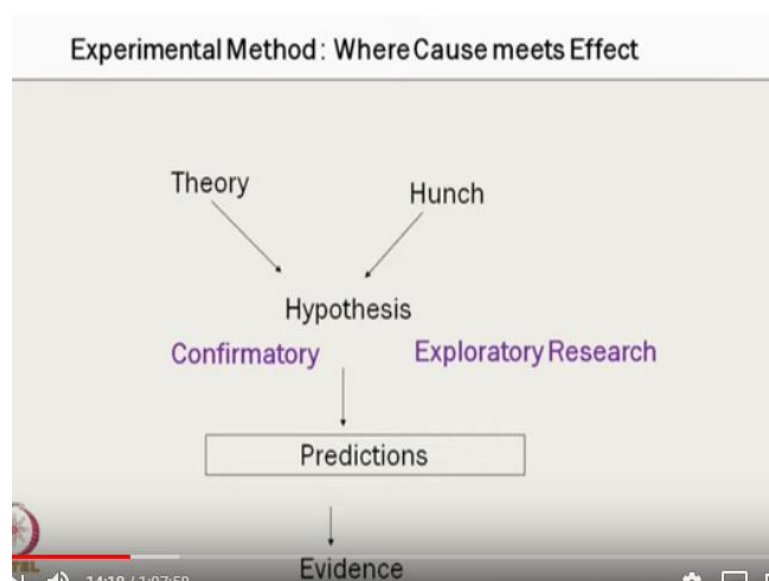 Experimental Method : Where Cause meets Effect
Theory
Hunch
Hypothesis
Confirmatory
Exploratory Research
Predictions
Evidence